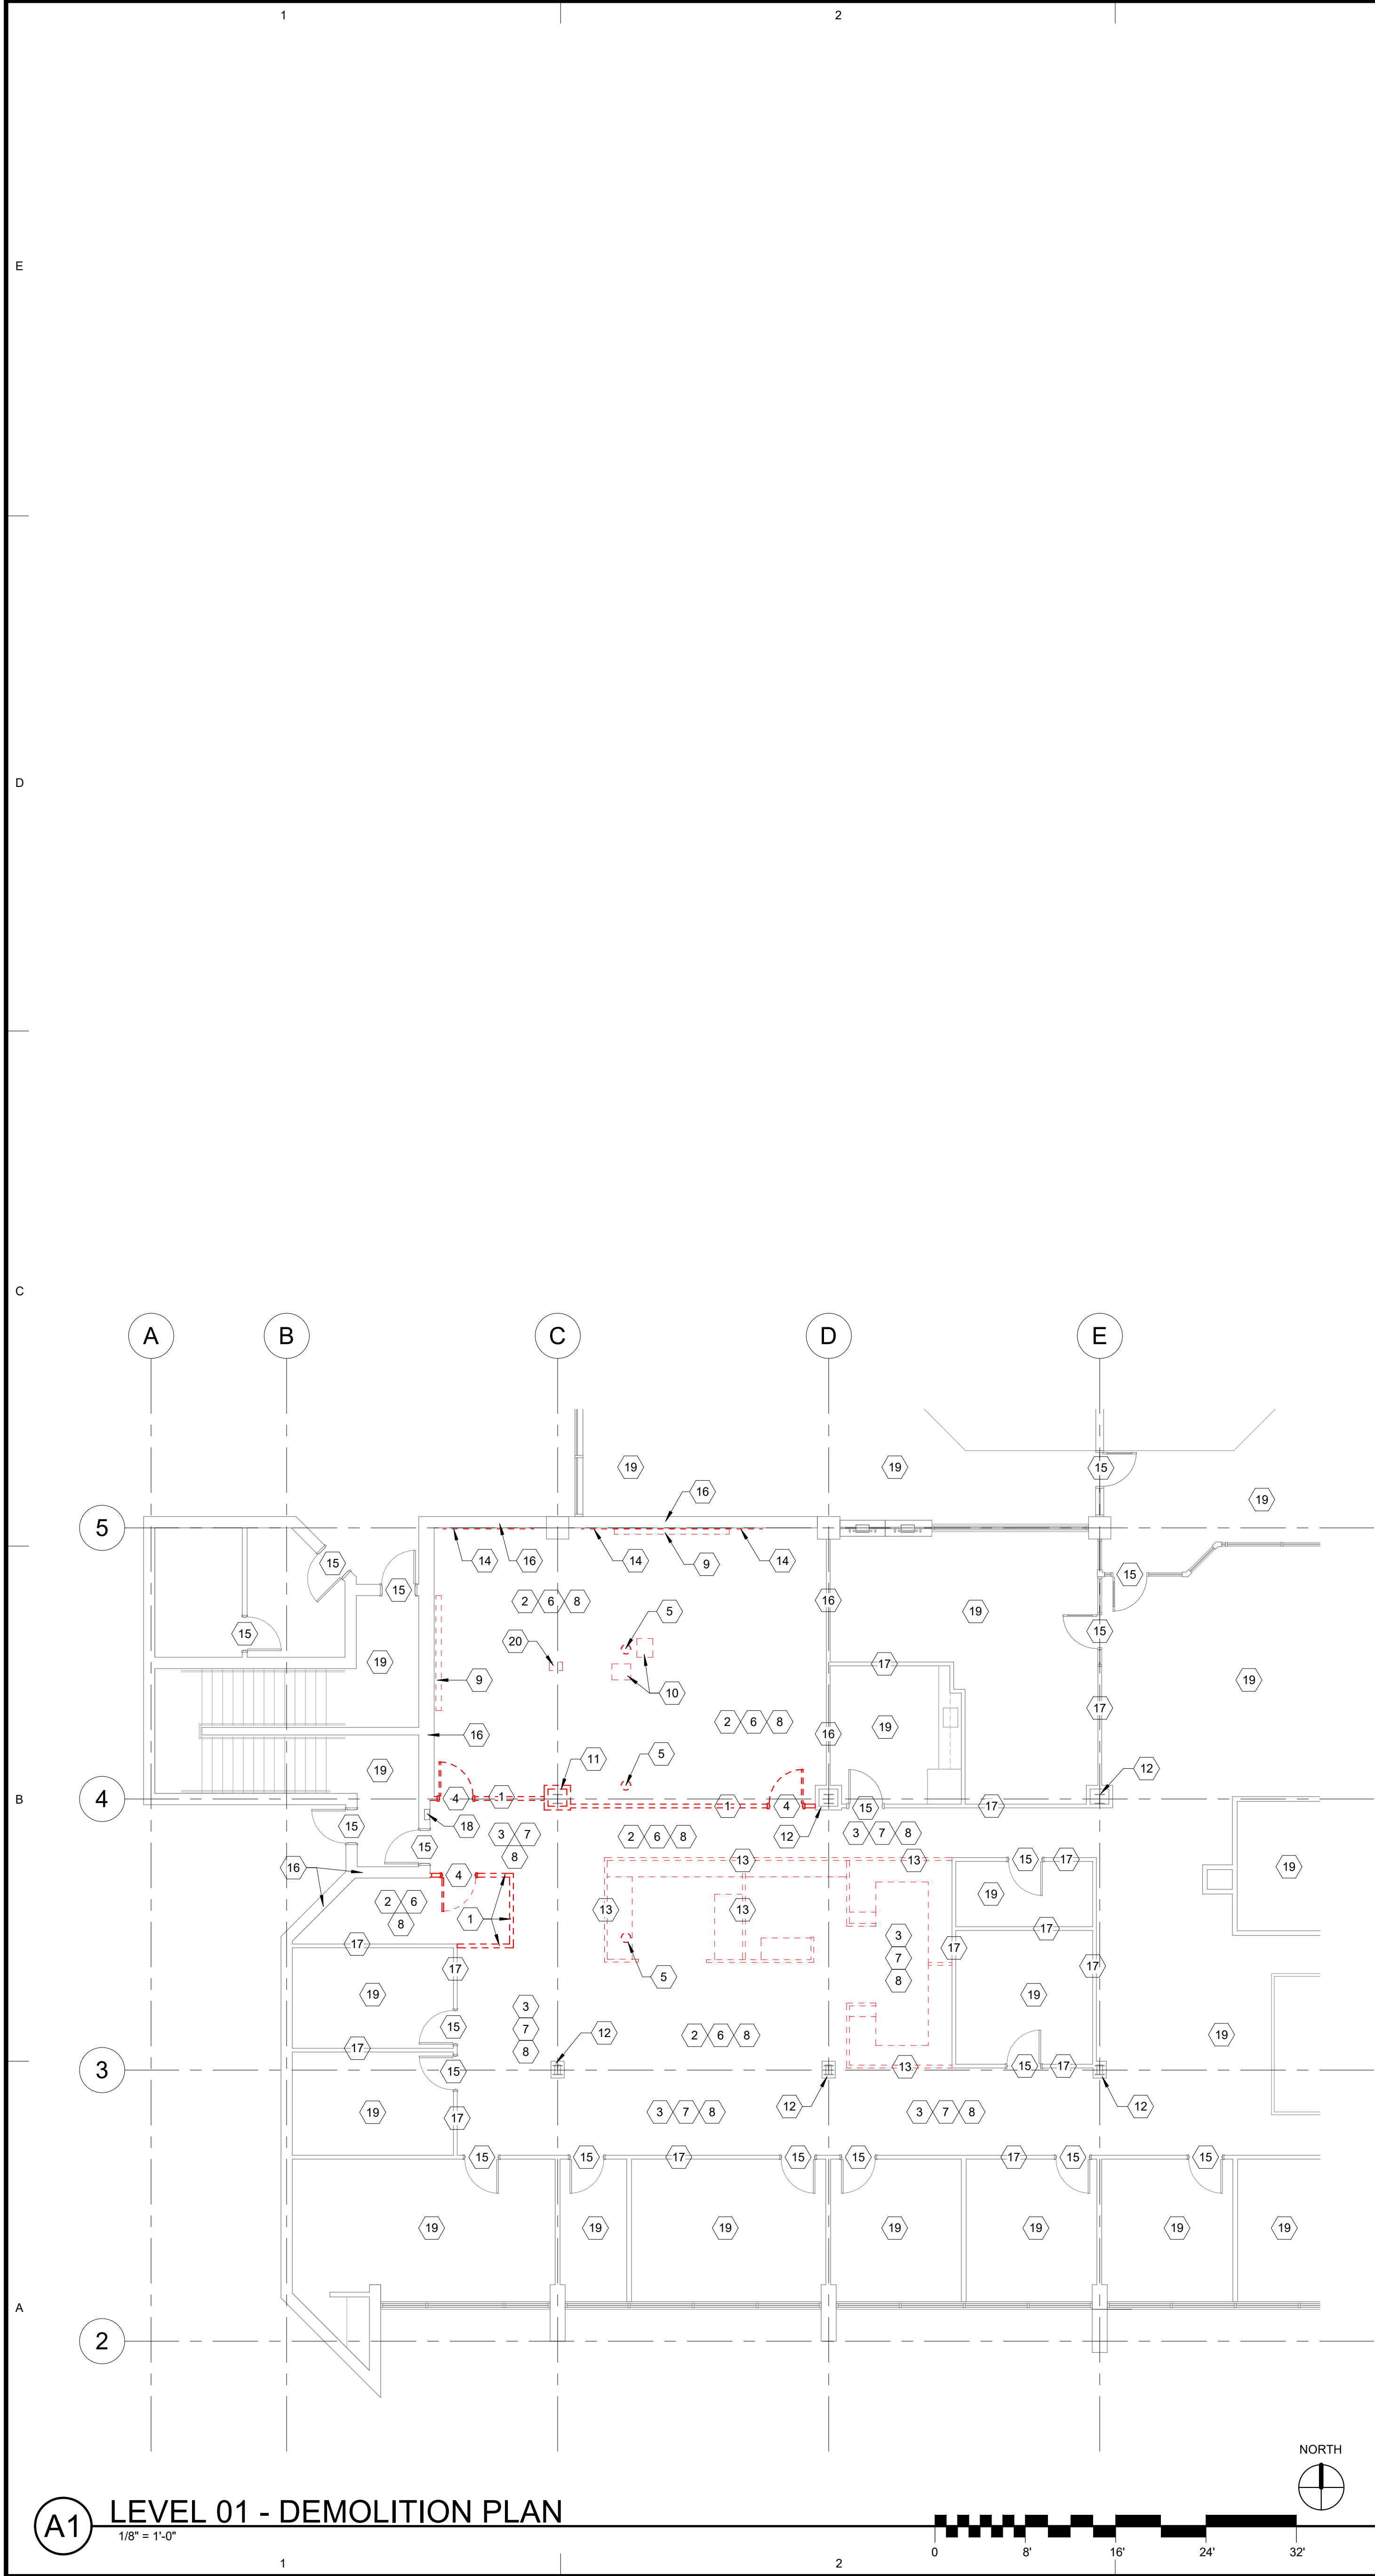 1 2
E
D
C
A B C D E
19 19 15
16 19
5
14 16 14 9 14 15
15 15
2 6 8 16
5 19
15 15
20
19 17
9 10 19
17
2 6 8 19
16 16
11 5 12
19
4 4 1 1 4 15 17
B
18
15 3 7 2 6 8 12 3 7 8
15 8
16 4 13 13 15 17 19
2 6 19
8 1 13 13 17
3
17 7 17
17 8 17
5
19 19
3
15 7 12 2 6 8 19
17 8
3 15 13 15 17
12 12
19 17 3 7 8 3 7 8
15 15 17 15 15 17 15 15
19 19 19 19 19 19 19
A
2
NORTH
A1 LEVEL 01 - DEMOLITION PLAN
1/8" = 1'-0"
0 8' 16' 24' 32'
1 2